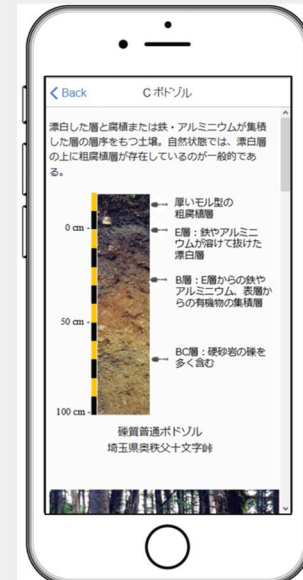 Back
C ポドゾル
漂白した層と腐植または鉄・アルミニウムが集積
した層の層序をもつ土壌。自然状態では、漂白層
の上に粗腐植層が存在しているのが一般的であ
る。
厚いモル型の
粗腐植層
0 cm
E層：鉄やアルミニ
ウムが溶けて抜けた
漂白層
B層：E層からの鉄や
アルミニウム、表層か
らの有機物の集積層
50 cm
BC層：硬砂岩の礫を
多く含む
100 cm
礫質普通ポドゾル
埼玉県奥秩父十文字峠